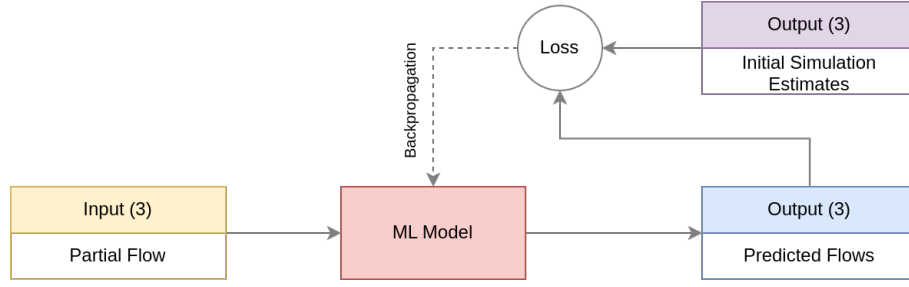 Output (3)
Loss
Initial Simulation
Estimates
Backpropagation
Input (3)
Partial Flow
ML Model
Output (3)
Predicted Flows